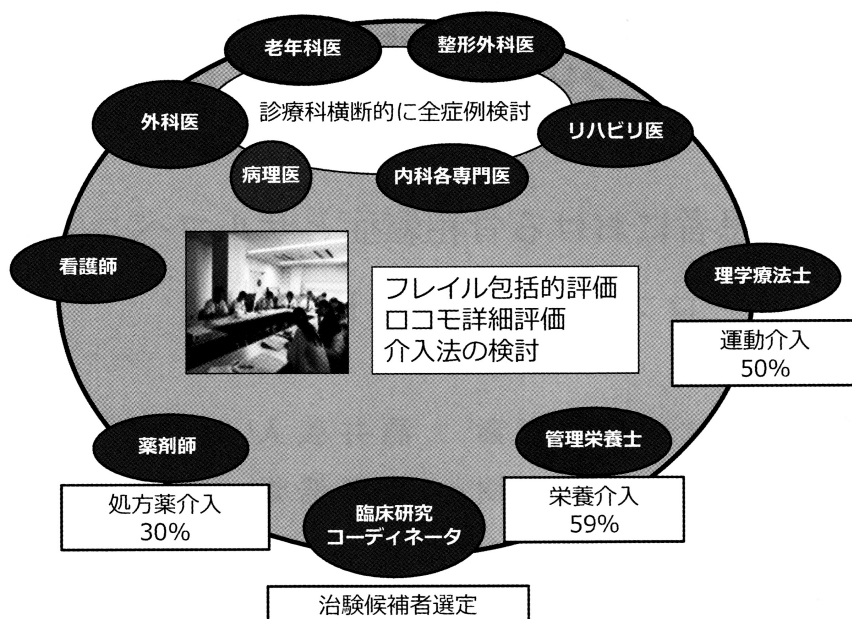 老年科医
整形外科医
外科医
診療科横断的に全症例検討
リハビリ医
病理医
内科各専門医
看護師
フレイル包括的評価
ロコモ詳細評価
介入法の検討
理学療法士
運動介入
50%
薬剤師
処方薬介入
30%
管理栄養士
栄養介入
59%
臨床研究
コーディネータ
治験候補者選定